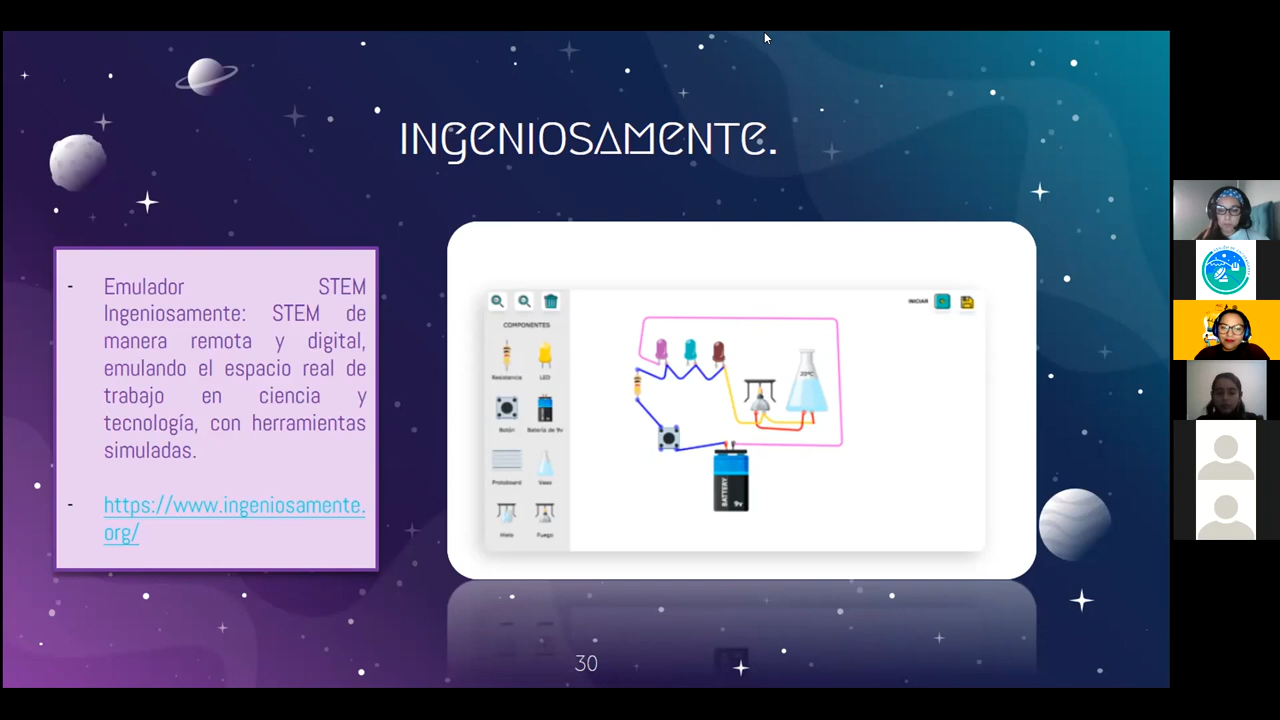 INGENIOSAMENTE.
- Emulador STEM
Ingeniosamente: STEM de
manera remota y digital,
emulando el espacio real de
trabajo en ciencia y
tecnología, con herramientas
simuladas.
- https://www.ingeniosamente.
org/
INICIAR
COMPONENTES
Resistencia LED
Botón Batería de 9v
Protoboard Vaso
Hielo Fuego
20°C
BATTERY
9v
30